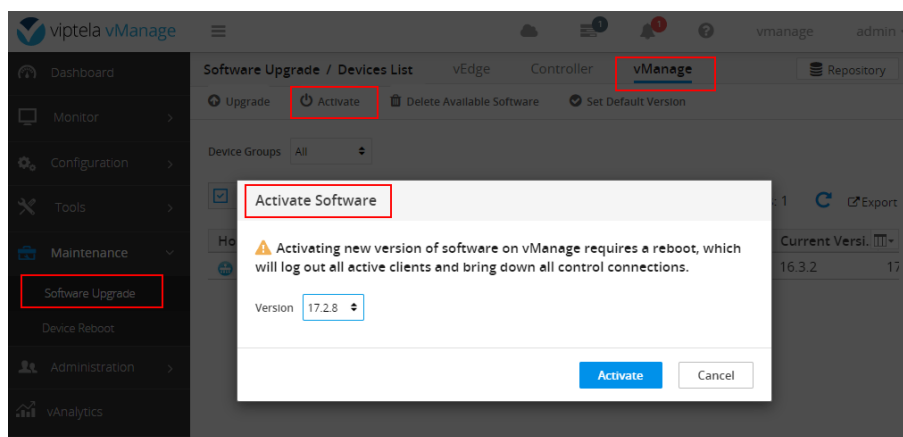 viptela vManage
1
1
vmanage
admin
Dashboard
Software Upgrade / Devices List
vEdge
Controller
vManage
Repository
Upgrade
Activate
Delete Available Software
Set Default Version
Monitor
Device Groups
All
Configuration
Tools
Activate Software
: 1
Export
Maintenance
Ho
Activating new version of software on vManage requires a reboot, which
will log out all active clients and bring down all control connections.
Current Versi.
16.3.2
17
Software Upgrade
Version
17.2.8
Device Reboot
Administration
Activate
Cancel
vAnalytics